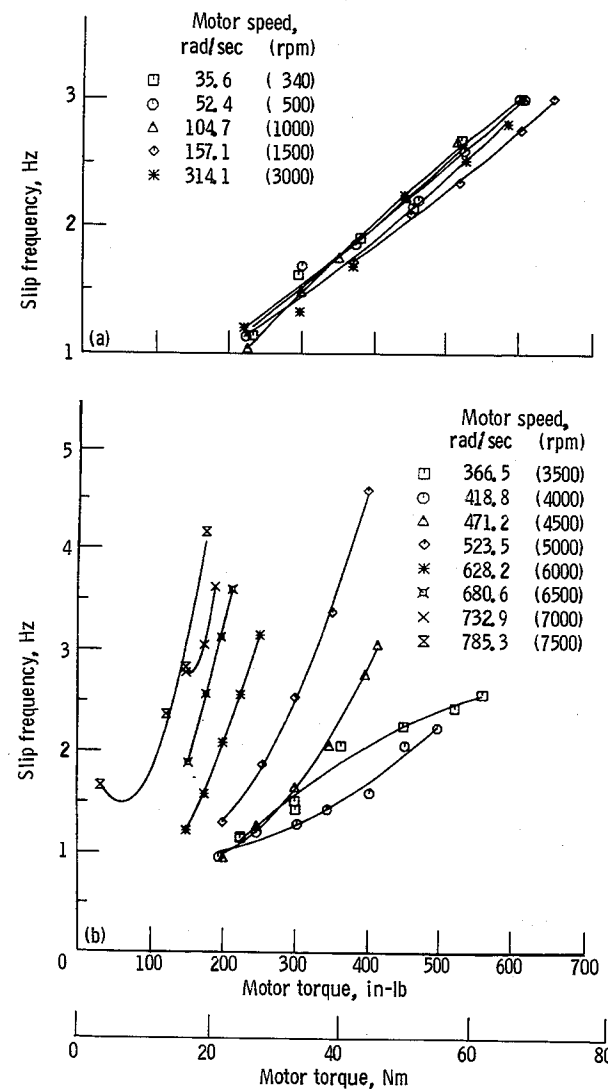 Motor speed,
rad/sec (rpm)
35.6 (340)
52.4 (500)
104.7 (1000)
157.1 (1500)
314.1 (3000)
3
2
1
Slip frequency, Hz
(a)
Motor speed,
rad/sec (rpm)
366.5 (3500)
418.8 (4000)
471.2 (4500)
523.5 (5000)
628.2 (6000)
680.6 (6500)
732.9 (7000)
785.3 (7500)
5
4
3
2
1
Slip frequency, Hz
(b)
0 100 200 300 400 500 600 700
Motor torque, in-lb
0 20 40 60 80
Motor torque, Nm